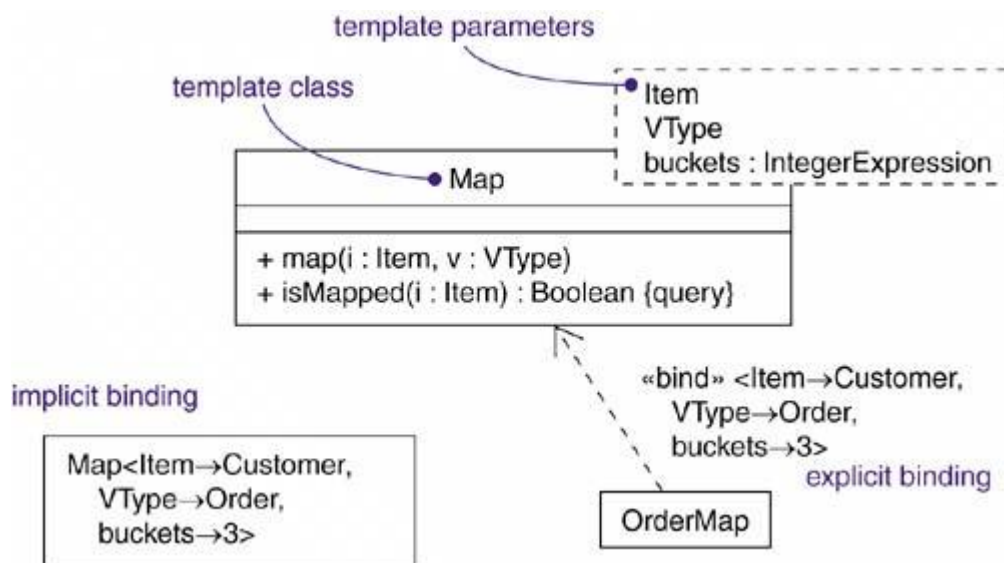 template parameters
template class
Item
VType
buckets : IntegerExpression
Map
+ map(i : Item, v : VType)
+ isMapped(i : Item) : Boolean {query}
implicit binding
Map<Item→Customer,
VType→Order,
buckets→3>
«bind» <Item→Customer,
VType→Order,
buckets→3>
explicit binding
OrderMap